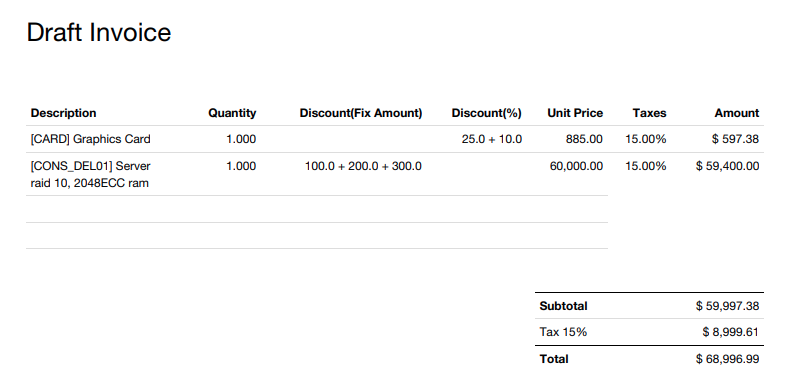 Draft Invoice
Description Quantity Discount(Fix Amount) Discount(%) Unit Price Taxes Amount
[CARD] Graphics Card 1.000 25.0 + 10.0 885.00 15.00% $ 597.38
[CONS_DEL01] Server 1.000 100.0 + 200.0 + 300.0 60,000.00 15.00% $ 59,400.00
raid 10, 2048ECC ram
Subtotal $ 59,997.38
Tax 15% $ 8,999.61
Total $ 68,996.99